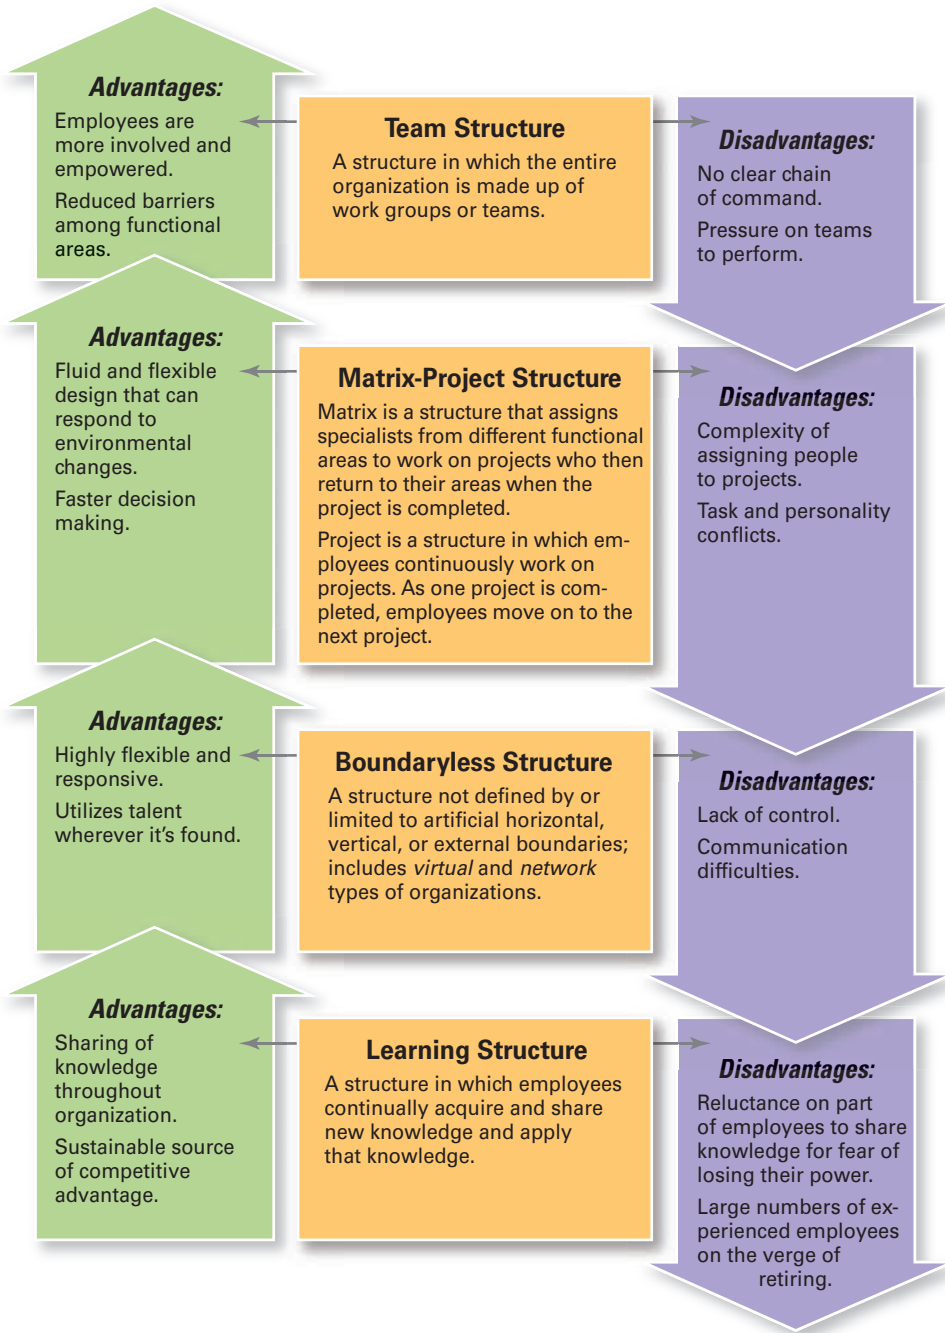 Advantages:
Employees are
more involved and
empowered.
Reduced barriers
among functional
areas.
Team Structure
A structure in which the entire
organization is made up of
work groups or teams.
Disadvantages:
No clear chain
of command.
Pressure on teams
to perform.
Advantages:
Fluid and flexible
design that can
respond to
environmental
changes.
Faster decision
making.
Matrix-Project Structure
Matrix is a structure that assigns
specialists from different functional
areas to work on projects who then
return to their areas when the
project is completed.
Project is a structure in which em-
ployees continuously work on
projects. As one project is com-
pleted, employees move on to the
next project.
Disadvantages:
Complexity of
assigning people
to projects.
Task and personality
conflicts.
Advantages:
Highly flexible and
responsive.
Utilizes talent
wherever it's found.
Boundaryless Structure
A structure not defined by or
limited to artificial horizontal,
vertical, or external boundaries;
includes virtual and network
types of organizations.
Disadvantages:
Lack of control.
Communication
difficulties.
Advantages:
Sharing of
knowledge
throughout
organization.
Sustainable source
of competitive
advantage.
Learning Structure
A structure in which employees
continually acquire and share
new knowledge and apply
that knowledge.
Disadvantages:
Reluctance on part
of employees to share
knowledge for fear of
losing their power.
Large numbers of ex-
perienced employees
on the verge of
retiring.